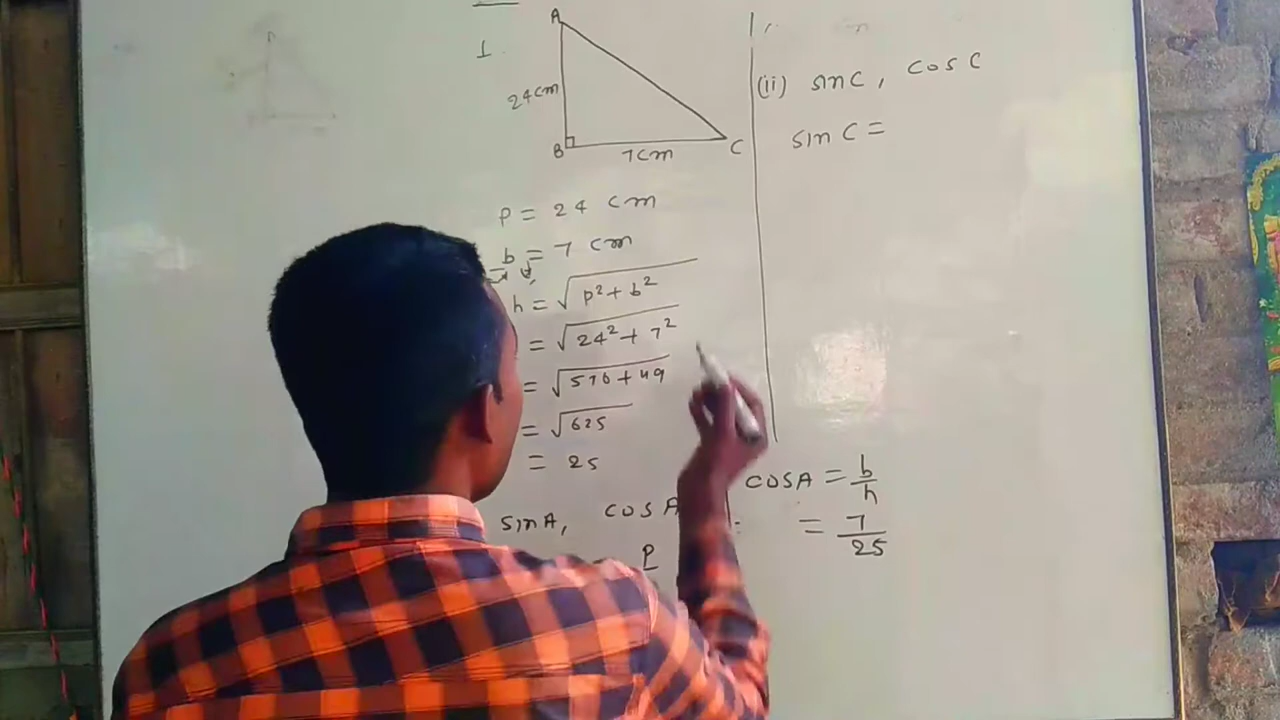 A
1.
24cm
B
7cm
C
P = 24 cm
b = 7 cm
h = √p²+b²
= √24²+7²
= √576+49
= √625
= 25
sinA, cosA
P
(ii) sinC, cosC
sinC =
cosA = b/h
= 7/25